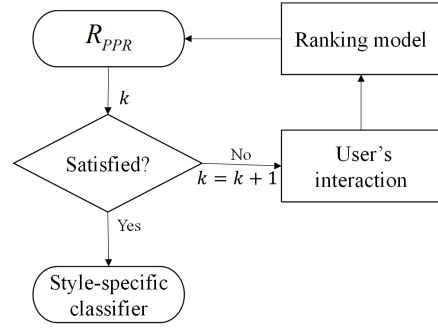 R_PPR
Ranking model
k
Satisfied?
No
k = k + 1
User's
interaction
Yes
Style-specific
classifier